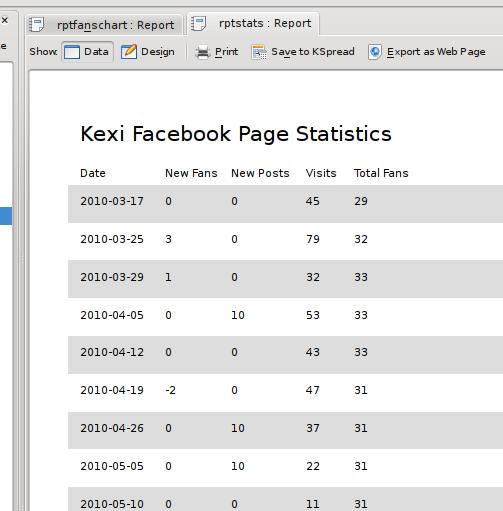 rptfanschart : Report rptstats : Report
Show: Data Design Print Save to KSpread Export as Web Page
Kexi Facebook Page Statistics
Date New Fans New Posts Visits Total Fans
2010-03-17 0 0 45 29
2010-03-25 3 0 79 32
2010-03-29 1 0 32 33
2010-04-05 0 10 53 33
2010-04-12 0 0 43 33
2010-04-19 -2 0 47 31
2010-04-26 0 10 37 31
2010-05-05 0 10 22 31
2010-05-10 0 0 11 31